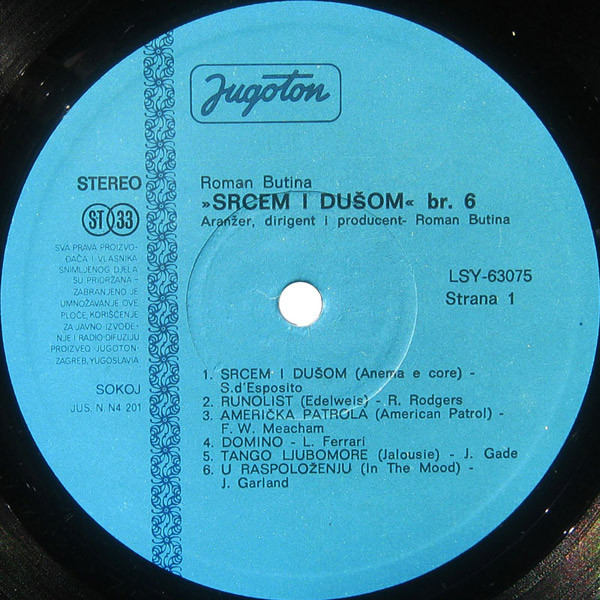 Jugoton
STEREO
ST 33
SVA PRAVA PROIZVO-
ĐAČA I VLASNIKA
SNIMLJENOG DJELA
SU PRIDRŽANA -
ZABRANJENO JE
UMNOŽAVANJE OVE
PLOČE, KORIŠĆENJE
ZA JAVNO IZVOĐE-
NJE I RADIO DIFUZIJU
PROIZVEO »JUGOTON«
ZAGREB, YUGOSLAVIA
SOKOJ
JUS. N. N4 201
Roman Butina
»SRCEM I DUŠOM« br. 6
Aranžer, dirigent i producent- Roman Butina
LSY-63075
Strana 1
1. SRCEM I DUŠOM (Anema e core) -
S.d'Esposito
2. RUNOLIST (Edelweis) - R. Rodgers
3. AMERIČKA PATROLA (American Patrol) -
F. W. Meacham
4. DOMINO - L. Ferrari
5. TANGO LJUBOMORE (Jalousie) - J. Gade
6. U RASPOLOŽENJU (In The Mood) -
J. Garland